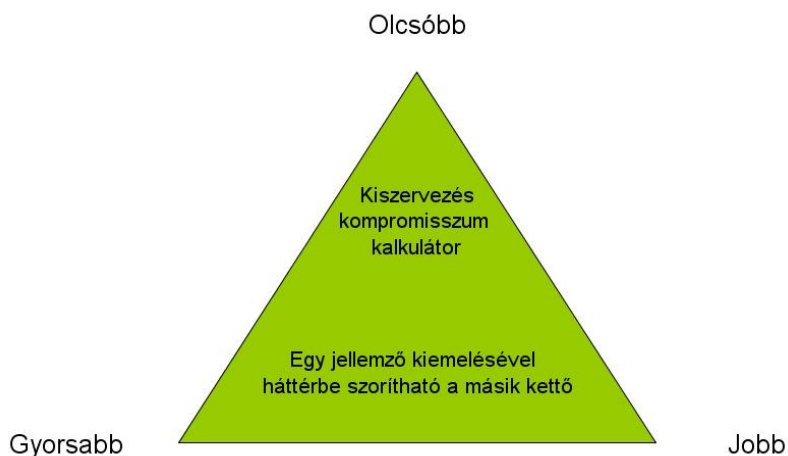 Olcsóbb
Kiszervezés
kompromisszum
kalkulátor
Egy jellemző kiemelésével
háttérbe szorítható a másik kettő
Gyorsabb
Jobb